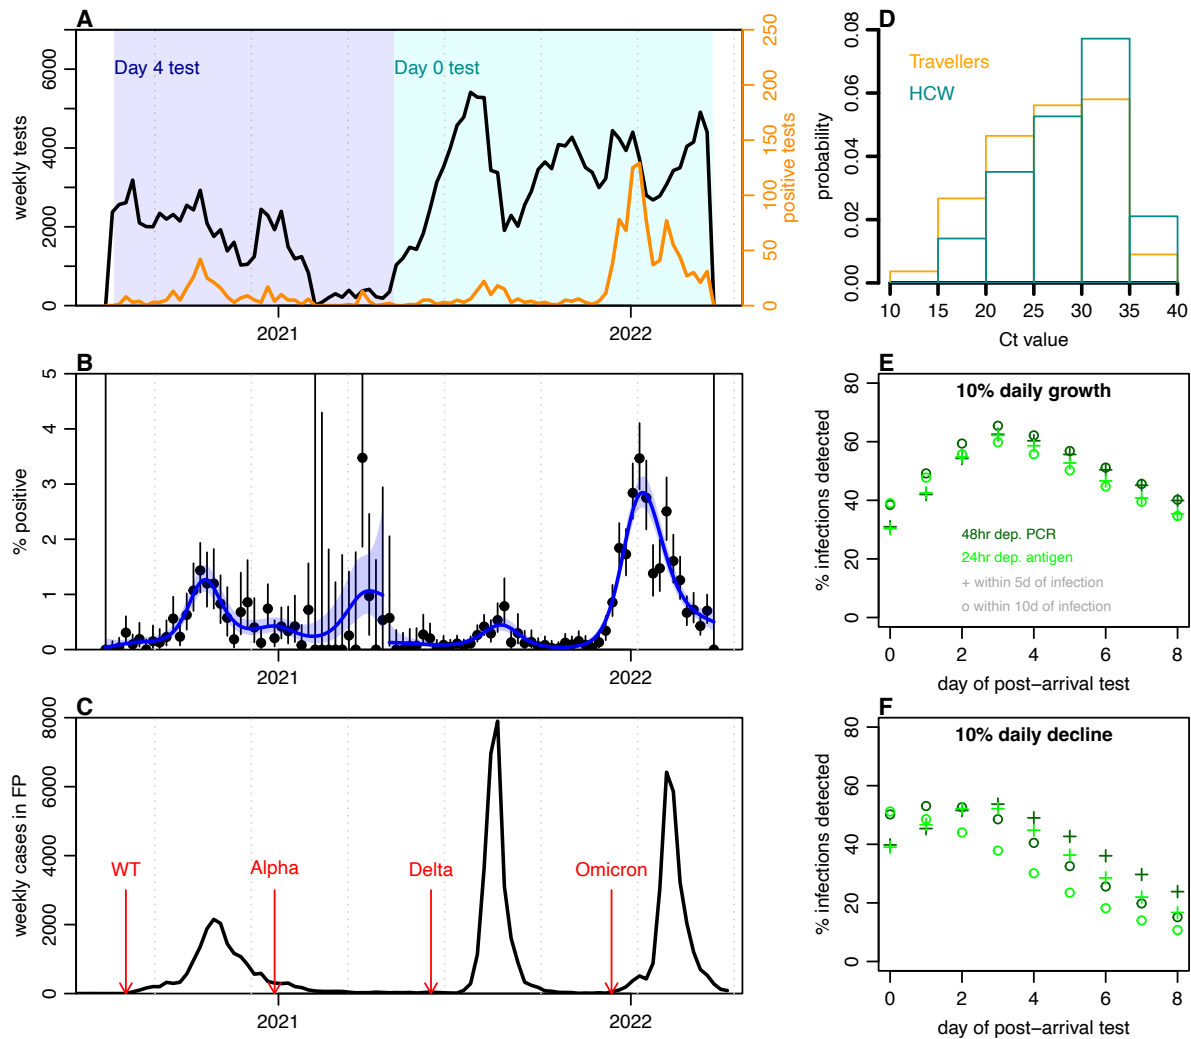 A
Day 4 test
Day 0 test
weekly tests
0
2000
4000
6000
positive tests
0
50
100
150
200
250
2021
2022
B
% positive
0
1
2
3
4
5
2021
2022
C
weekly cases in FP
0
2000
4000
6000
8000
WT
Alpha
Delta
Omicron
2021
2022
D
Travellers
HCW
probability
0.00
0.02
0.04
0.06
0.08
10
15
20
25
30
35
40
Ct value
E
10% daily growth
% infections detected
0
20
40
60
80
48hr dep. PCR
24hr dep. antigen
+ within 5d of infection
o within 10d of infection
0
2
4
6
8
day of post−arrival test
F
10% daily decline
% infections detected
0
20
40
60
80
0
2
4
6
8
day of post−arrival test